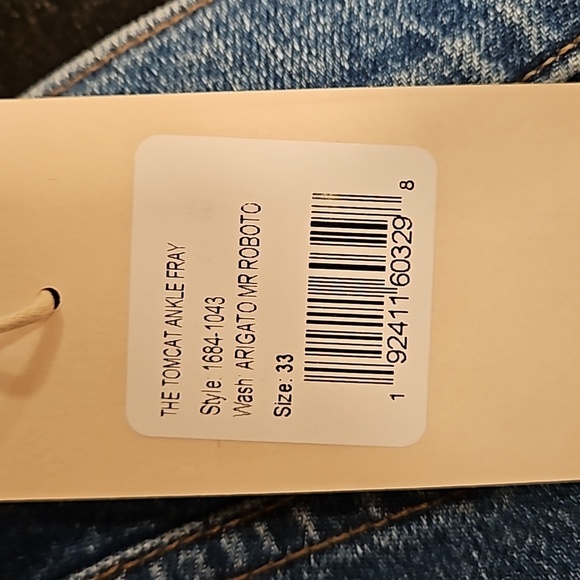 THE TOMCAT ANKLE FRAY
Style: 1684-1043
Wash: ARIGATO MR.ROBOTO
Size: 33
1 92411 60329 8